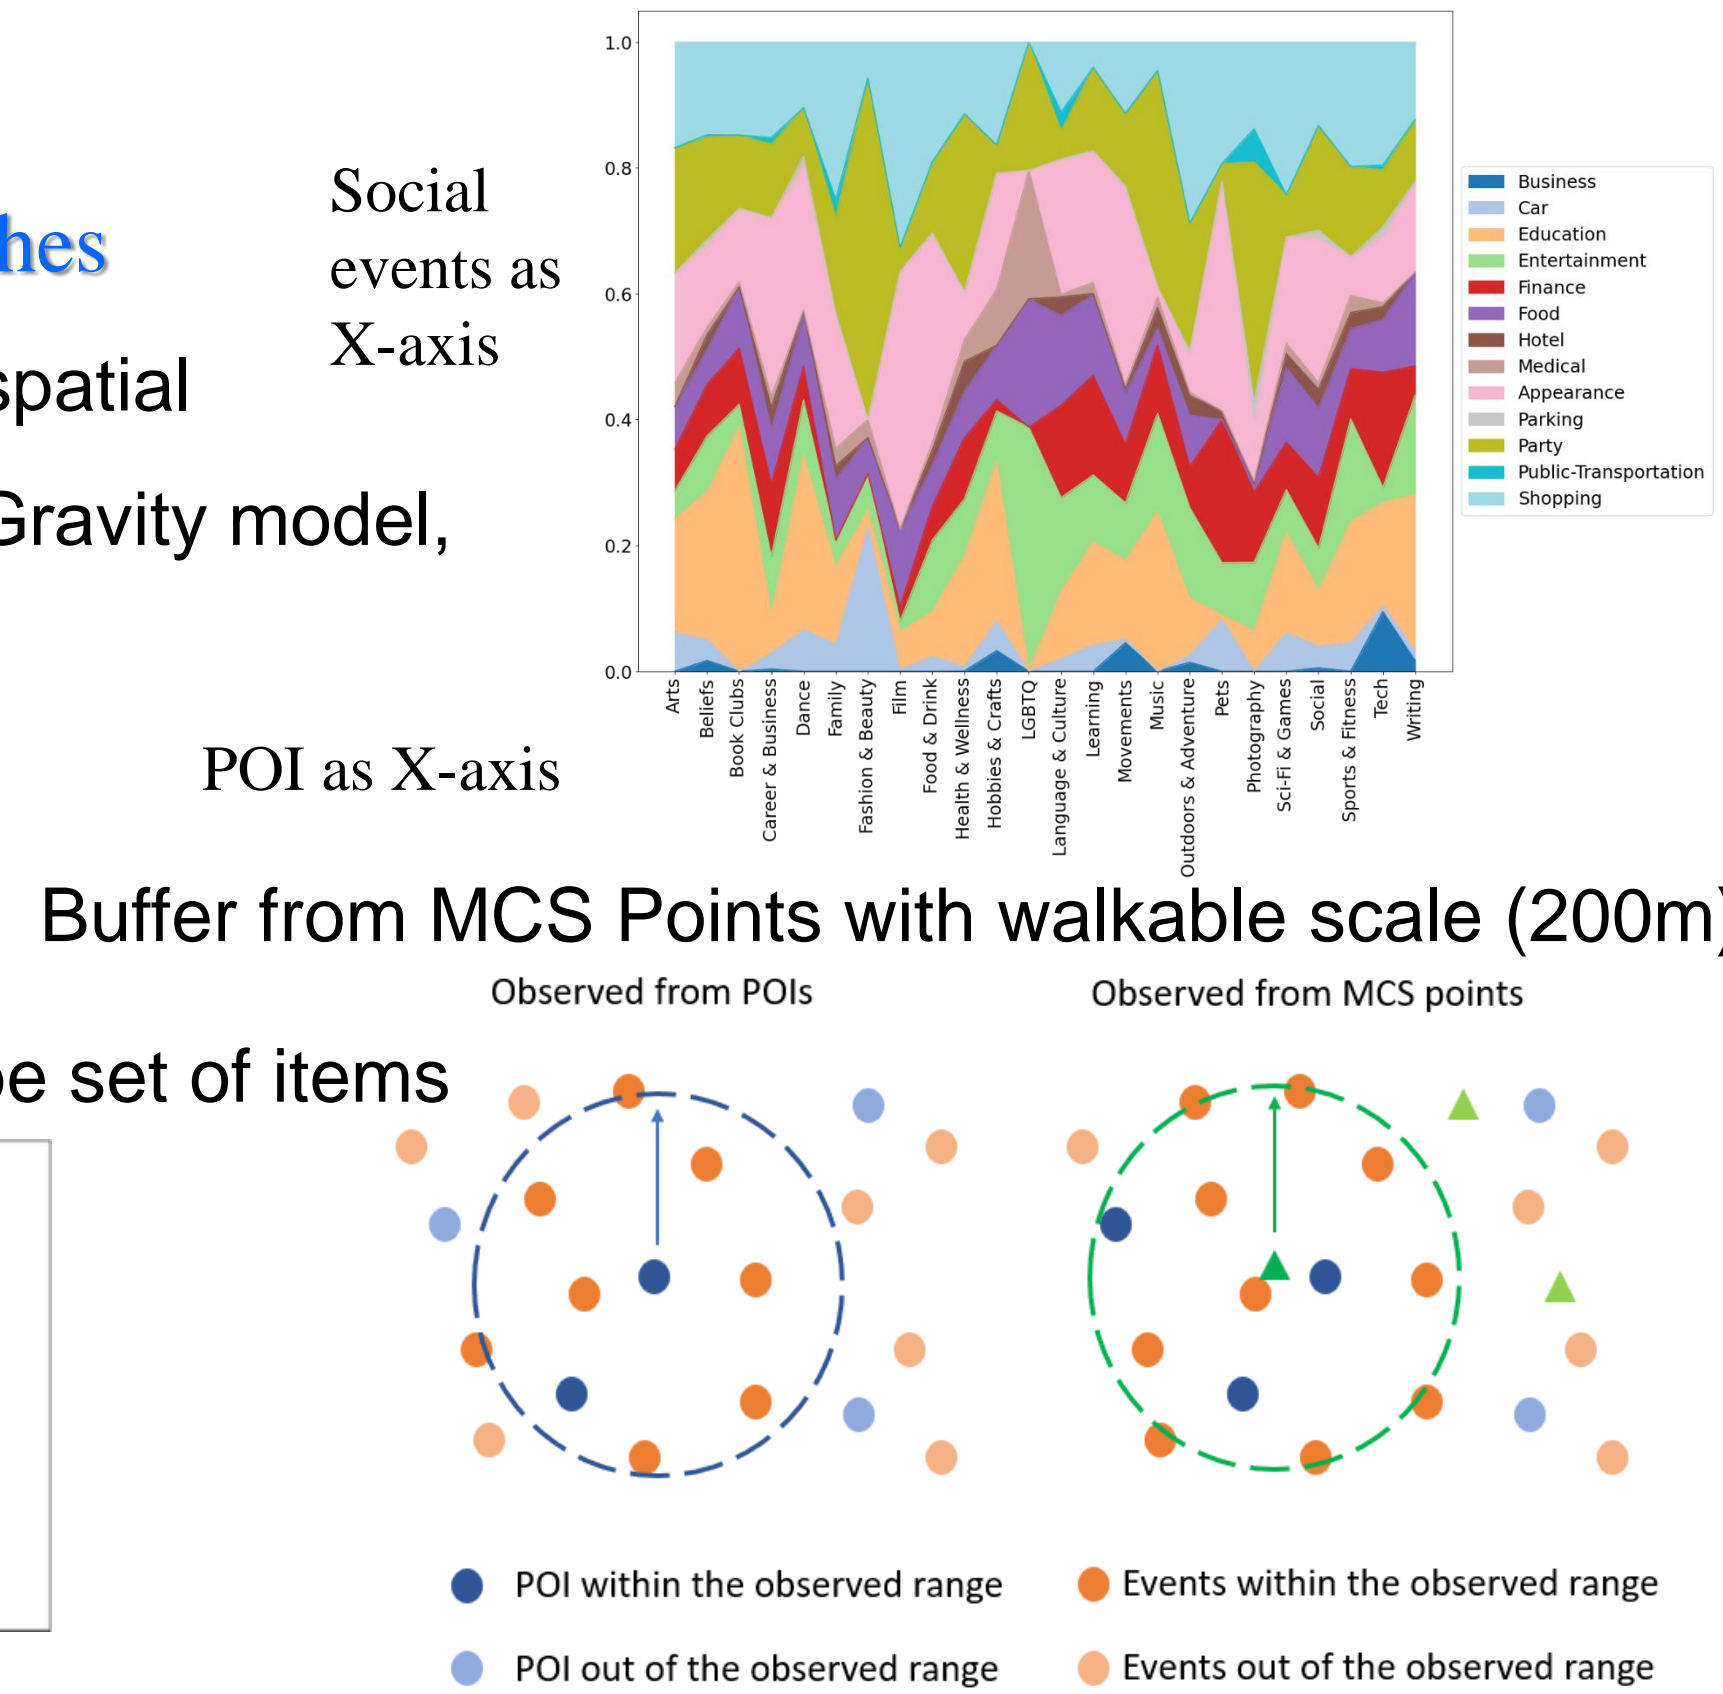 hes
Social
events as
X-axis
spatial
Gravity model,
POI as X-axis
1.0
0.8
0.6
0.4
0.2
0.0
Arts
Beliefs
Book Clubs
Career & Business
Dance
Family
Fashion & Beauty
Film
Food & Drink
Health & Wellness
Hobbies & Crafts
LGBTQ
Language & Culture
Learning
Movements
Music
Outdoors & Adventure
Pets
Photography
Sci-Fi & Games
Social
Sports & Fitness
Tech
Writing
Business
Car
Education
Entertainment
Finance
Food
Hotel
Medical
Appearance
Parking
Party
Public-Transportation
Shopping
Buffer from MCS Points with walkable scale (200m)
Observed from POIs
Observed from MCS points
pe set of items
POI within the observed range
Events within the observed range
POI out of the observed range
Events out of the observed range